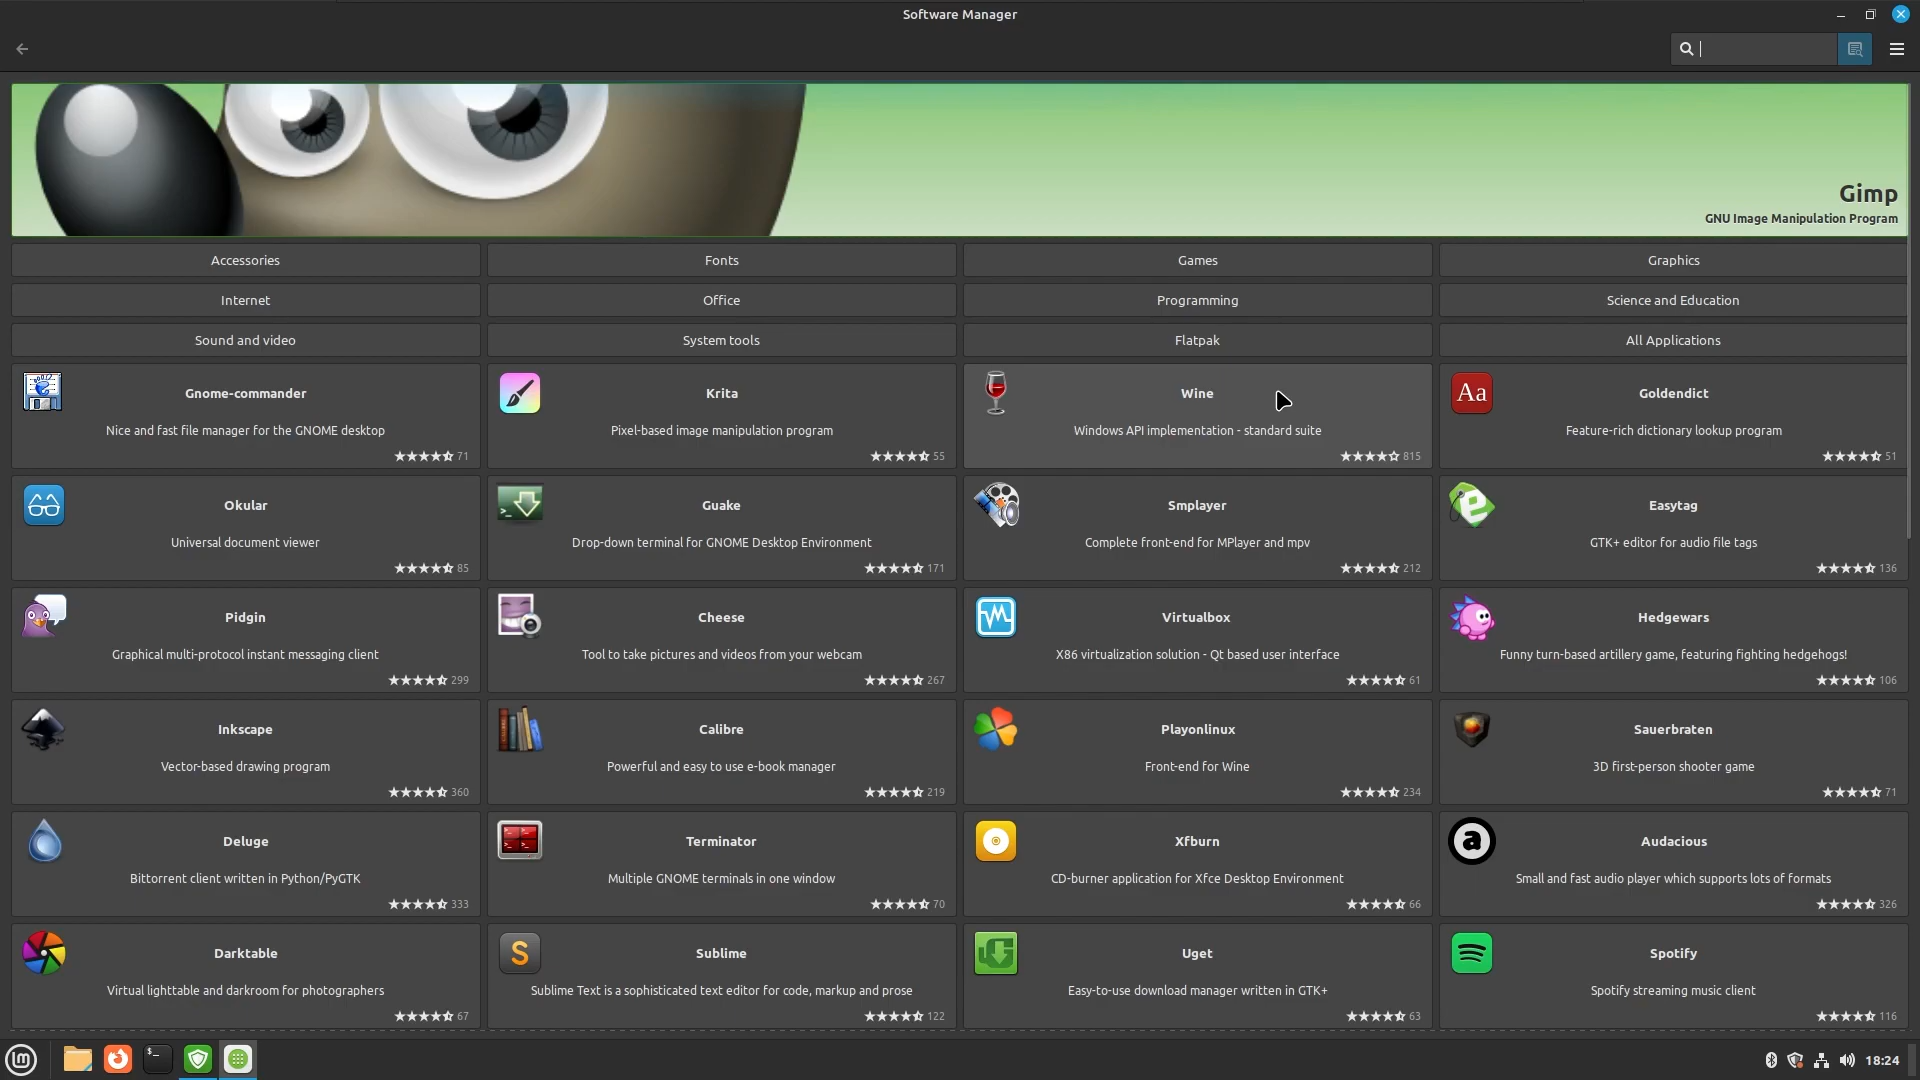 Software Manager
Gimp
GNU Image Manipulation Program
Accessories
Fonts
Games
Graphics
Internet
Office
Programming
Science and Education
Sound and video
System tools
Flatpak
All Applications
Gnome-commander
Nice and fast file manager for the GNOME desktop
71
Krita
Pixel-based image manipulation program
55
Wine
Windows API implementation - standard suite
815
Aa
Goldendict
Feature-rich dictionary lookup program
51
Okular
Universal document viewer
85
Guake
Drop-down terminal for GNOME Desktop Environment
171
Smplayer
Complete front-end for MPlayer and mpv
212
Easytag
GTK+ editor for audio file tags
136
Pidgin
Graphical multi-protocol instant messaging client
299
Cheese
Tool to take pictures and videos from your webcam
267
Virtualbox
X86 virtualization solution - Qt based user interface
61
Hedgewars
Funny turn-based artillery game, featuring fighting hedgehogs!
106
Inkscape
Vector-based drawing program
360
Calibre
Powerful and easy to use e-book manager
219
Playonlinux
Front-end for Wine
234
Sauerbraten
3D first-person shooter game
71
Deluge
Bittorrent client written in Python/PyGTK
333
Terminator
Multiple GNOME terminals in one window
70
Xfburn
CD-burner application for Xfce Desktop Environment
66
a
Audacious
Small and fast audio player which supports lots of formats
326
Darktable
Virtual lighttable and darkroom for photographers
67
S
Sublime
Sublime Text is a sophisticated text editor for code, markup and prose
122
Uget
Easy-to-use download manager written in GTK+
63
Spotify
Spotify streaming music client
116
18:24